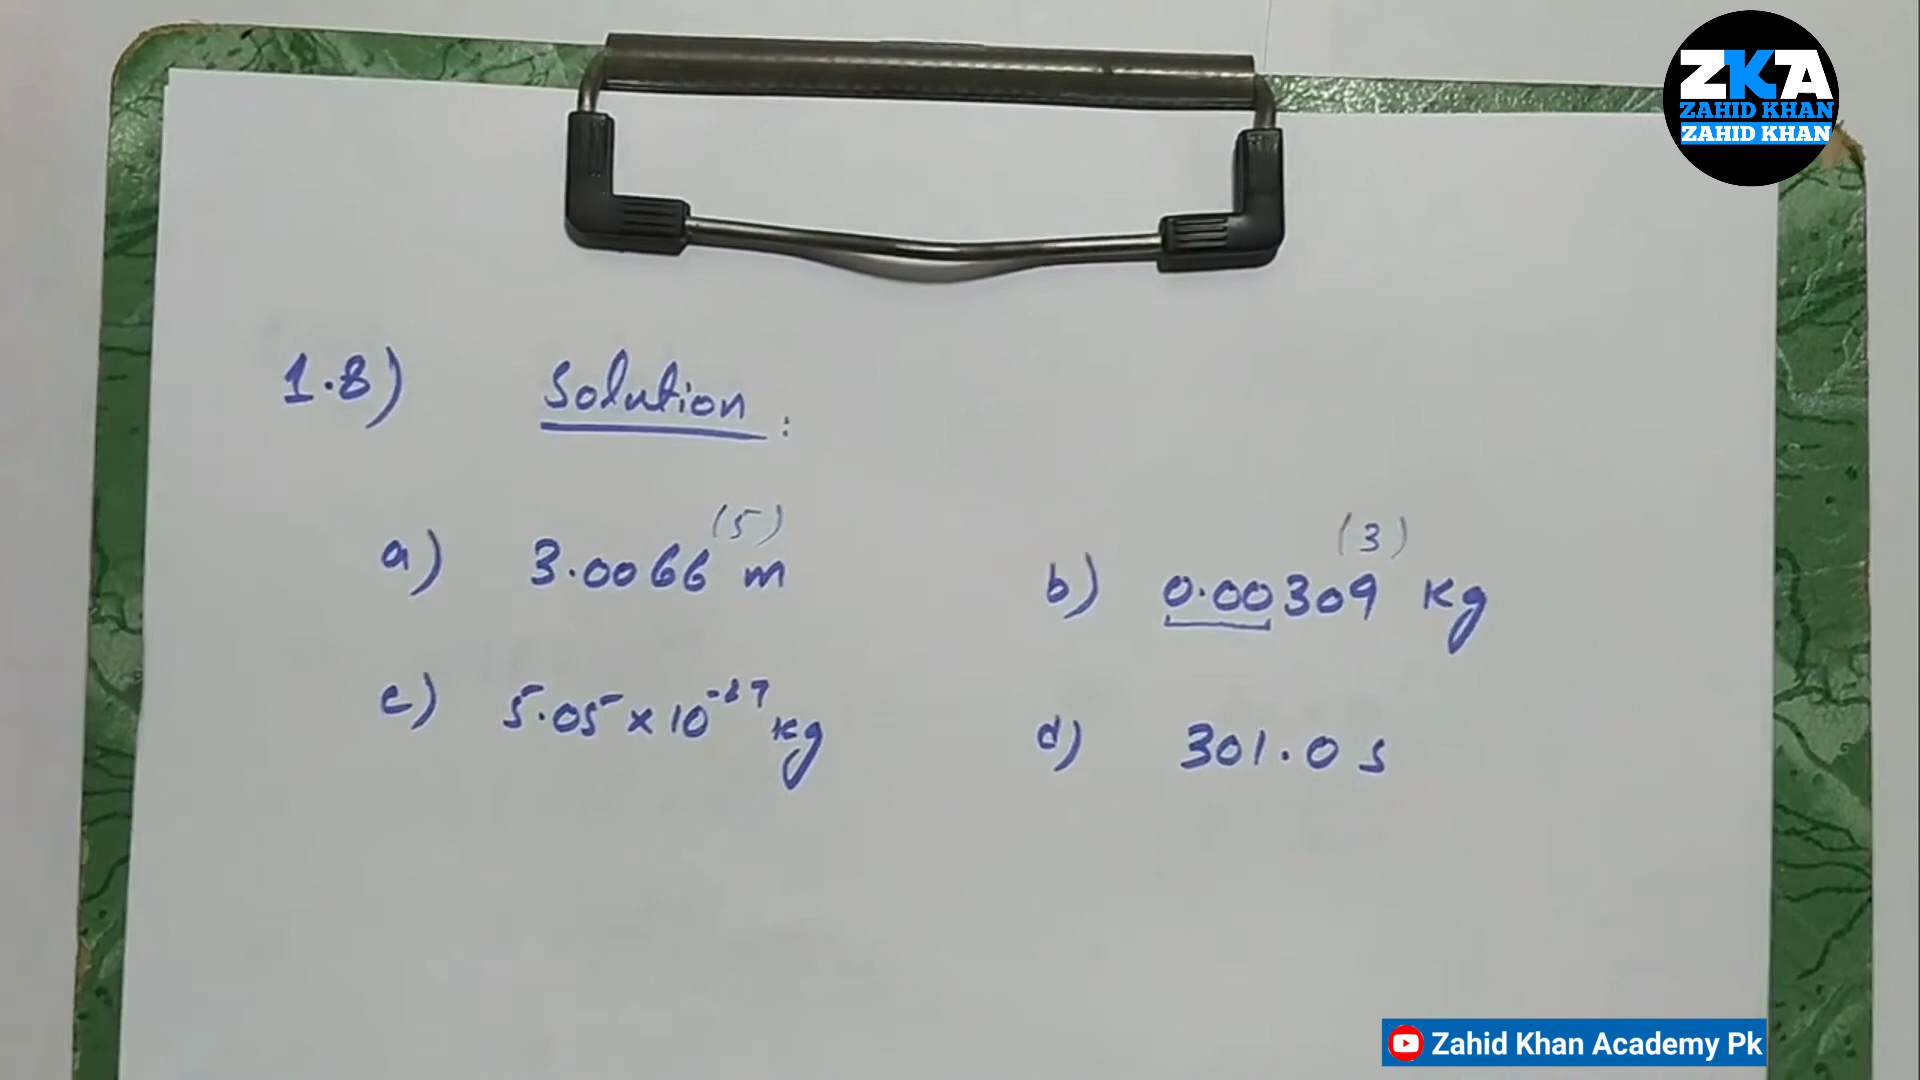 ZKA
ZAHID KHAN
ZAHID KHAN
1.8) Solution:
(5)
a) 3.0066 m
(3)
b) 0.00309 kg
c) 5.05 × 10⁻²⁷ kg
d) 301.0 s
Zahid Khan Academy Pk